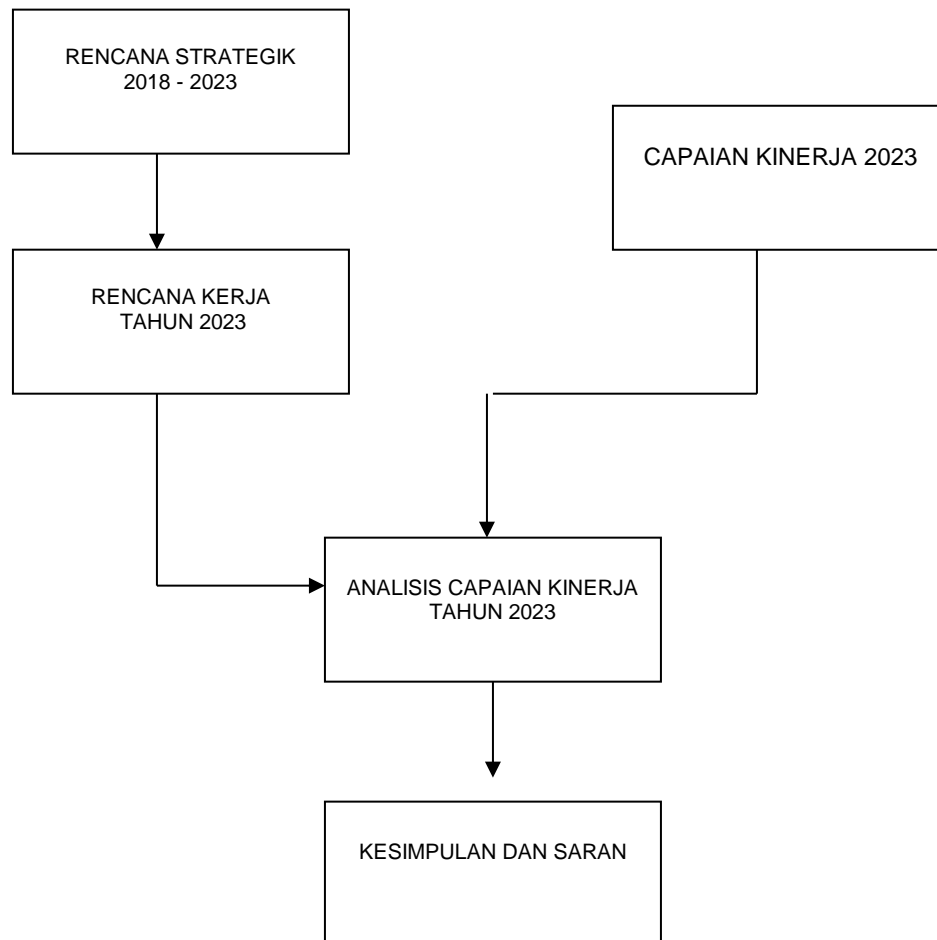 RENCANA STRATEGIK
2018 - 2023
CAPAIAN KINERJA 2023
RENCANA KERJA
TAHUN 2023
ANALISIS CAPAIAN KINERJA
TAHUN 2023
KESIMPULAN DAN SARAN